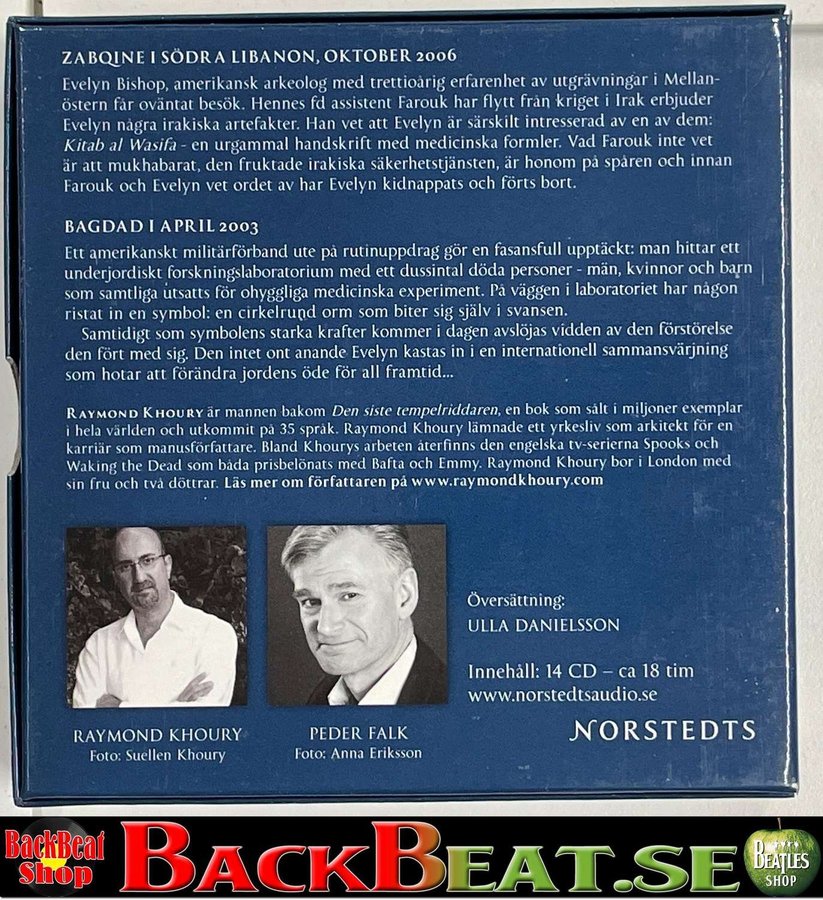 ZABQINE I SÖDRA LIBANON, OKTOBER 2006
Evelyn Bishop, amerikansk arkeolog med trettioårig erfarenhet av utgrävningar i Mellan-
östern får oväntat besök. Hennes fd assistent Farouk har flytt från kriget i Irak erbjuder
Evelyn några irakiska artefakter. Han vet att Evelyn är särskilt intresserad av en av dem:
Kitab al Wasifa - en urgammal handskrift med medicinska formler. Vad Farouk inte vet
är att mukhabarat, den fruktade irakiska säkerhetstjänsten, är honom på spåren och innan
Farouk och Evelyn vet ordet av har Evelyn kidnappats och förts bort.
BAGDAD I APRIL 2003
Ett amerikanskt militärförband ute på rutinuppdrag gör en fasansfull upptäckt: man hittar ett
underjordiskt forskningslaboratorium med ett dussintal döda personer - män, kvinnor och barn
som samtliga utsatts för ohyggliga medicinska experiment. På väggen i laboratoriet har någon
ristat in en symbol: en cirkelrund orm som biter sig själv i svansen.
Samtidigt som symbolens starka krafter kommer i dagen avslöjas vidden av den förstörelse
den fört med sig. Den intet ont anande Evelyn kastas in i en internationell sammansvärjning
som hotar att förändra jordens öde för all framtid...
RAYMOND KHOURY är mannen bakom Den siste tempelriddaren, en bok som sålt i miljoner exemplar
i hela världen och utkommit på 35 språk. Raymond Khoury lämnade ett yrkesliv som arkitekt för en
karriär som manusförfattare. Bland Khourys arbeten återfinns den engelska tv-serierna Spooks och
Waking the Dead som båda prisbelönats med Bafta och Emmy. Raymond Khoury bor i London med
sin fru och två döttrar. Läs mer om författaren på www.raymondkhoury.com
RAYMOND KHOURY
Foto: Suellen Khoury
PEDER FALK
Foto: Anna Eriksson
Översättning:
ULLA DANIELSSON
Innehåll: 14 CD – ca 18 tim
www.norstedtsaudio.se
NORSTEDTS
BackBeat
Shop
BACKBEAT.SE
BEATLES
SHOP